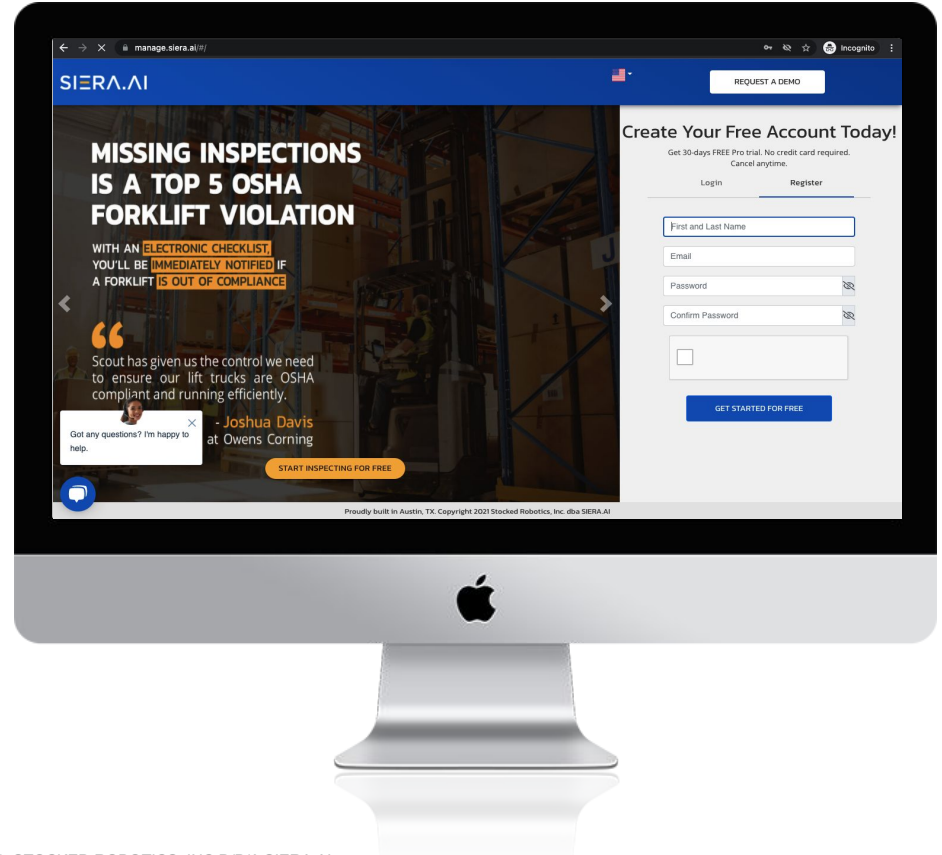 manage.siera.ai/#/
Incognito
SIERA.AI
REQUEST A DEMO
MISSING INSPECTIONS
IS A TOP 5 OSHA
FORKLIFT VIOLATION
WITH AN ELECTRONIC CHECKLIST,
YOU'LL BE IMMEDIATELY NOTIFIED IF
A FORKLIFT IS OUT OF COMPLIANCE
Scout has given us the control we need
to ensure our lift trucks are OSHA
compliant and running efficiently.
- Joshua Davis
at Owens Corning
Got any questions? I'm happy to
help.
START INSPECTING FOR FREE
Create Your Free Account Today!
Get 30-days FREE Pro trial. No credit card required.
Cancel anytime.
Login Register
First and Last Name
Email
Password
Confirm Password
GET STARTED FOR FREE
Proudly built in Austin, TX. Copyright 2021 Stocked Robotics, Inc. dba SIERA.AI